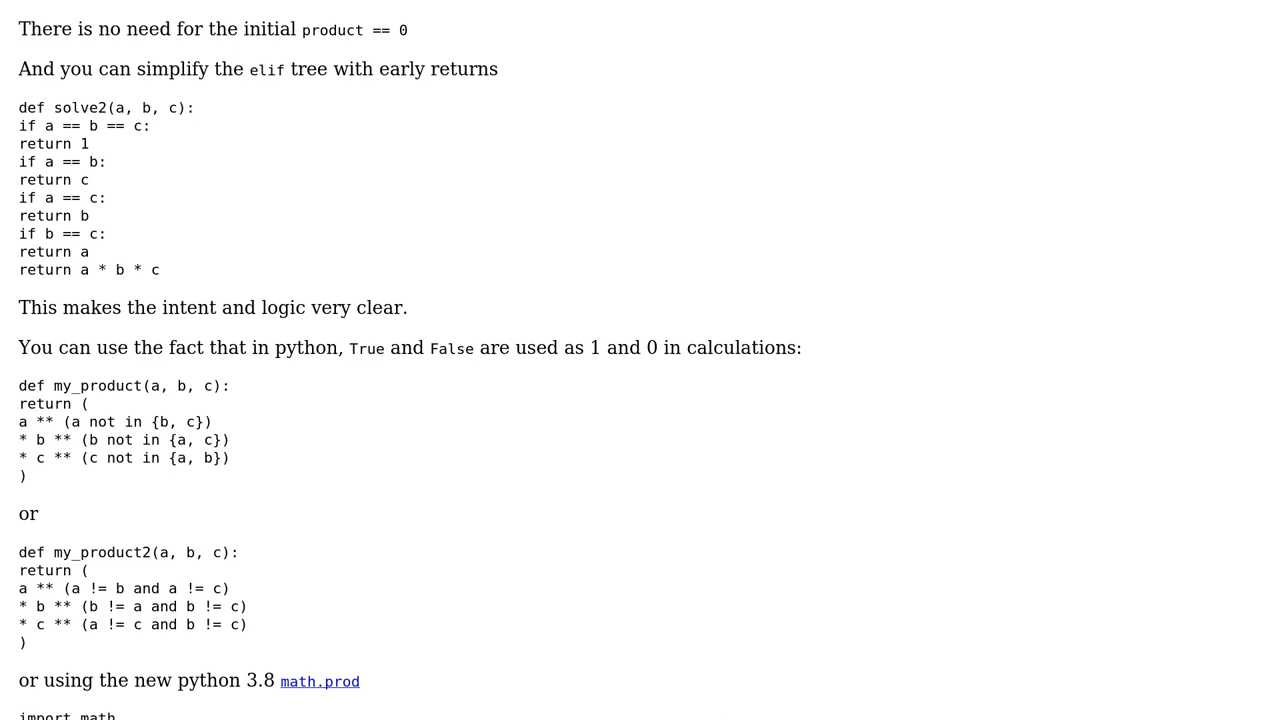 There is no need for the initial product == 0
And you can simplify the elif tree with early returns
def solve2(a, b, c):
if a == b == c:
return 1
if a == b:
return c
if a == c:
return b
if b == c:
return a
return a * b * c
This makes the intent and logic very clear.
You can use the fact that in python, True and False are used as 1 and 0 in calculations:
def my_product(a, b, c):
return (
a ** (a not in {b, c})
* b ** (b not in {a, c})
* c ** (c not in {a, b})
)
or
def my_product2(a, b, c):
return (
a ** (a != b and a != c)
* b ** (b != a and b != c)
* c ** (a != c and b != c)
)
or using the new python 3.8 math.prod
import math